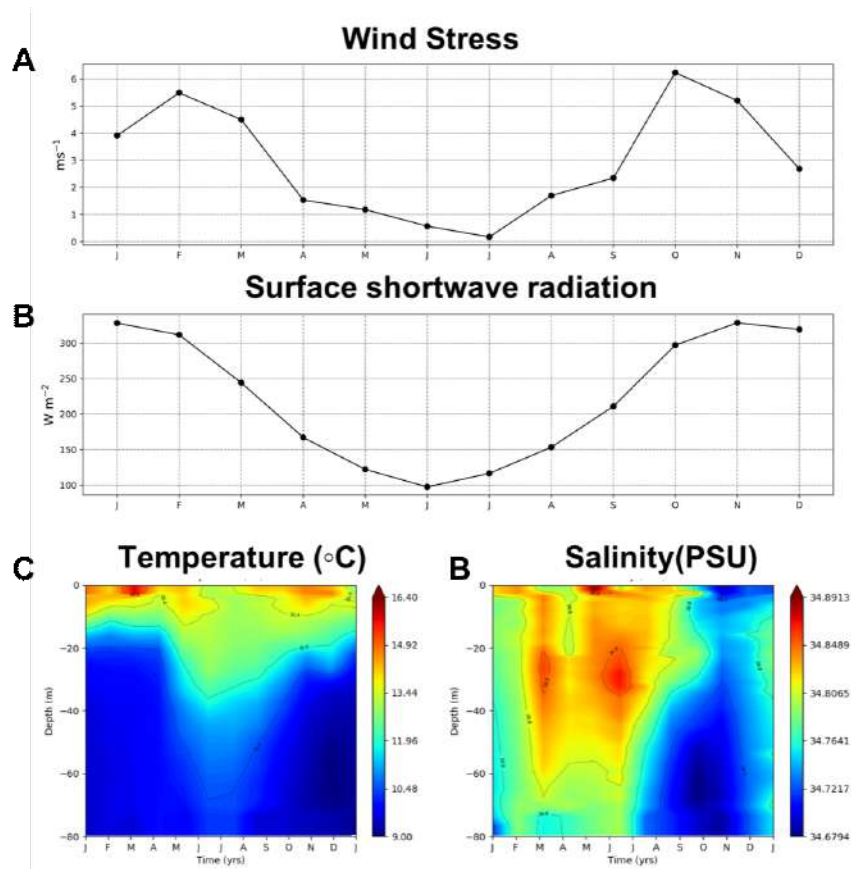 Wind Stress
A
6
5
4
3
2
1
0
ms⁻¹
J F M A M J J A S O N D
Surface shortwave radiation
B
300
250
200
150
100
W m⁻²
J F M A M J J A S O N D
C Temperature (◦C)
0
−20
−40
−60
−80
Depth (m)
J F M A M J J A S O N D J
Time (yrs)
16.40
14.92
13.44
11.96
10.48
9.00
B Salinity(PSU)
0
−20
−40
−60
−80
Depth (m)
J F M A M J J A S O N D J
Time (yrs)
34.8913
34.8489
34.8065
34.7641
34.7217
34.6794